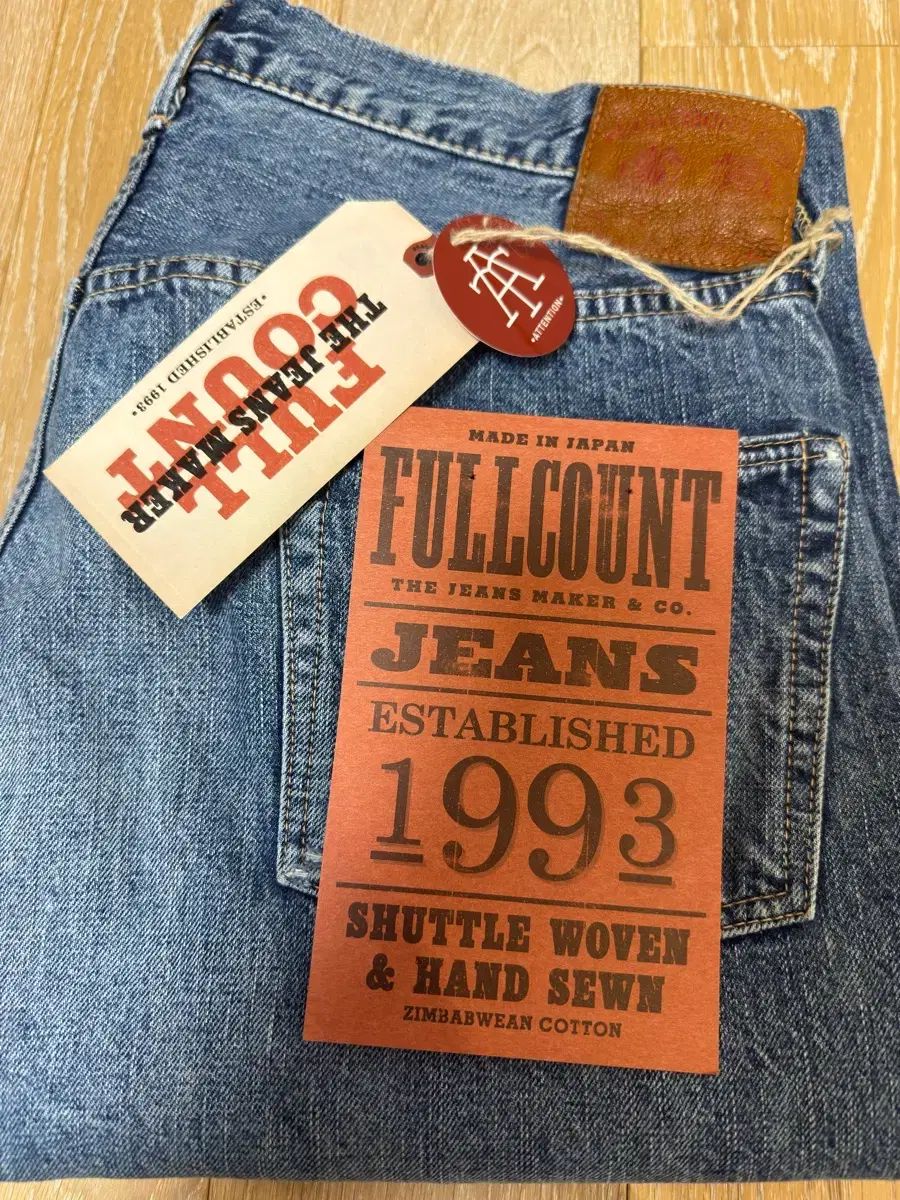 FULL
COUNT
THE JEANS MAKER
•ESTABLISHED 1993•
•ATTENTION•
MADE IN JAPAN
FULLCOUNT
THE JEANS MAKER & CO.
JEANS
ESTABLISHED
1993
SHUTTLE WOVEN
& HAND SEWN
ZIMBABWEAN COTTON